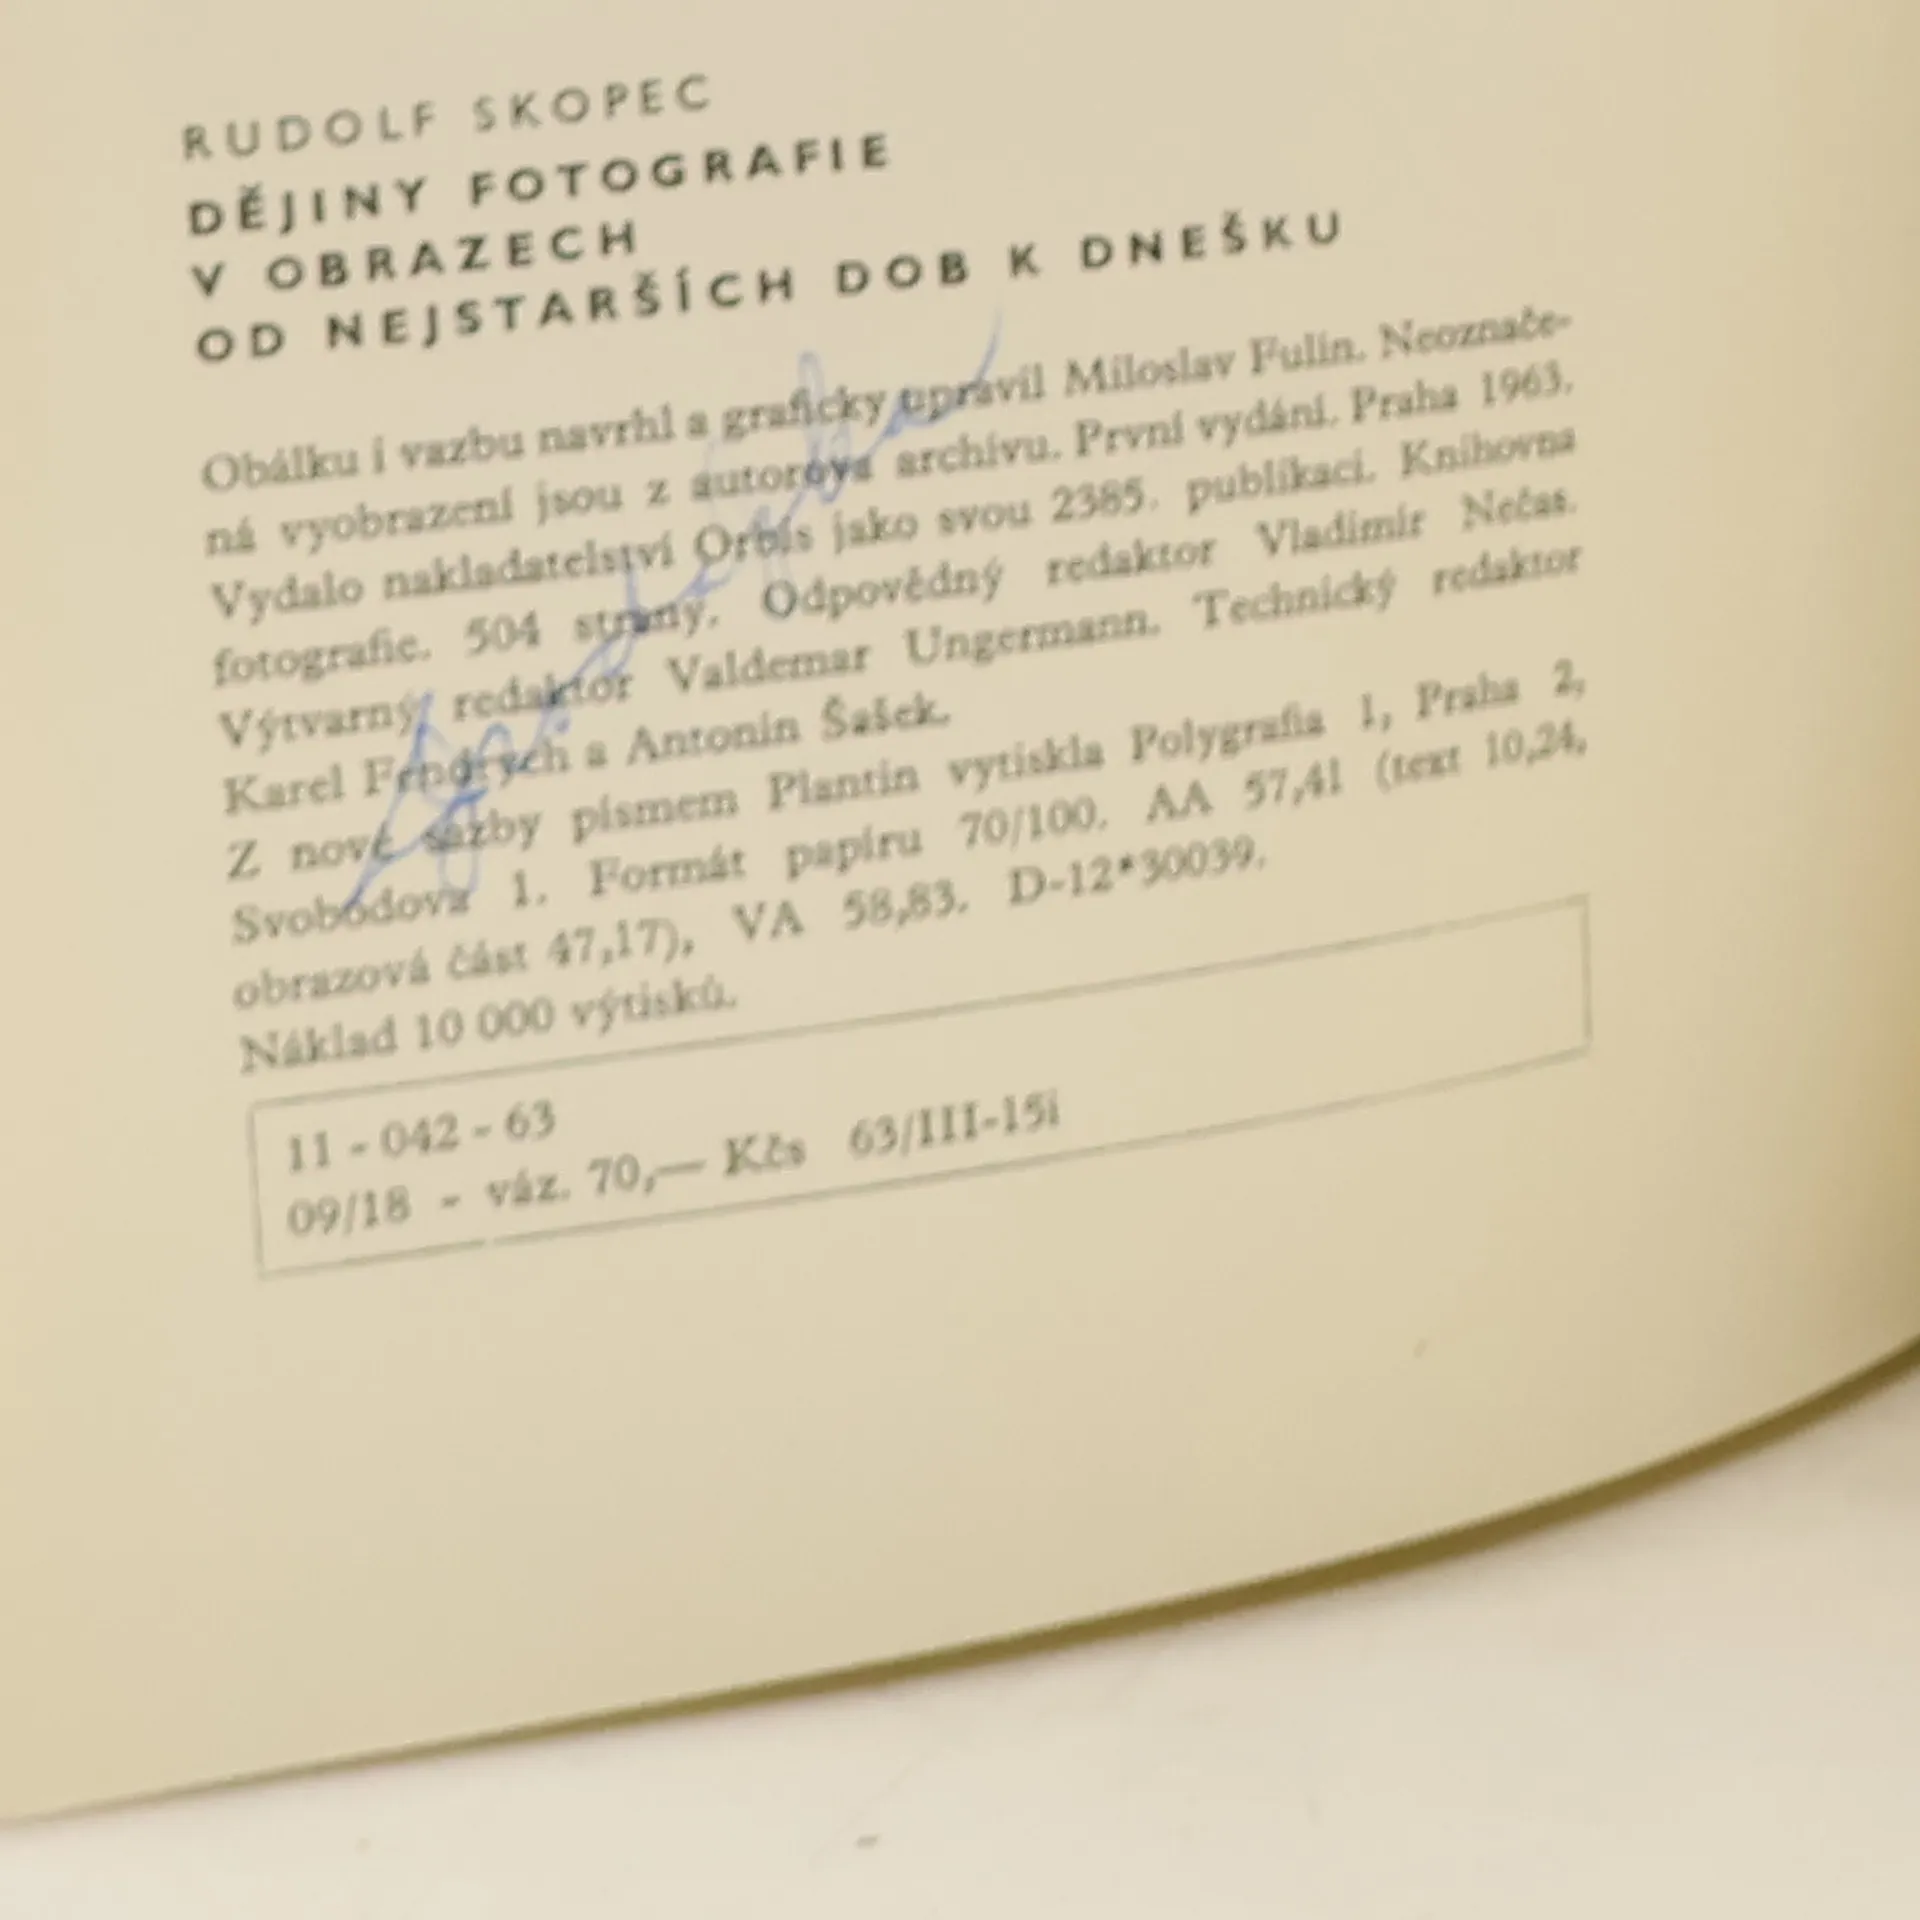 RUDOLF SKOPEC
DĚJINY FOTOGRAFIE
V OBRAZECH
OD NEJSTARŠÍCH DOB K DNEŠKU
Obálku i vazbu navrhl a graficky upravil Miloslav Fulín. Neoznače-
ná vyobrazení jsou z autorova archívu. První vydání. Praha 1963.
Vydalo nakladatelství Orbis jako svou 2385. publikaci. Knihovna
fotografie. 504 strany. Odpovědný redaktor Vladimír Nečas.
Výtvarný redaktor Valdemar Ungermann. Technický redaktor
Karel a Antonín Šašek.
Z nové sazby písmem Plantin vytiskla Polygrafia 1, Praha 2,
Svobodova 1. Formát papíru 70/100. AA 57,41 (text 10,24,
obrazová část 47,17), VA 58,83. D-12*30039.
Náklad 10 000 výtisků.
11 - 042 - 63
09/18 - váz. 70,— Kčs 63/III-15i